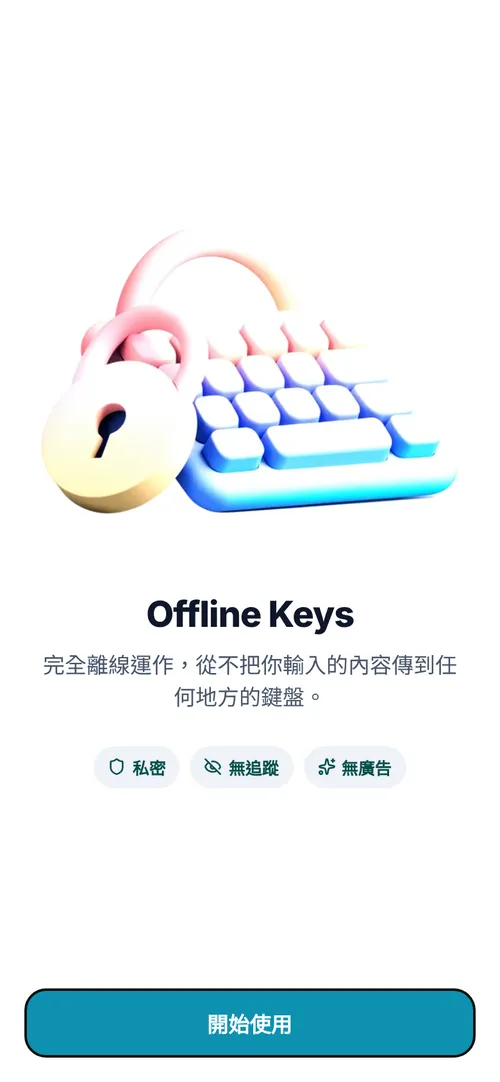 Offline Keys
完全離線運作，從不把你輸入的內容傳到任
何地方的鍵盤。
私密
無追蹤
無廣告
開始使用